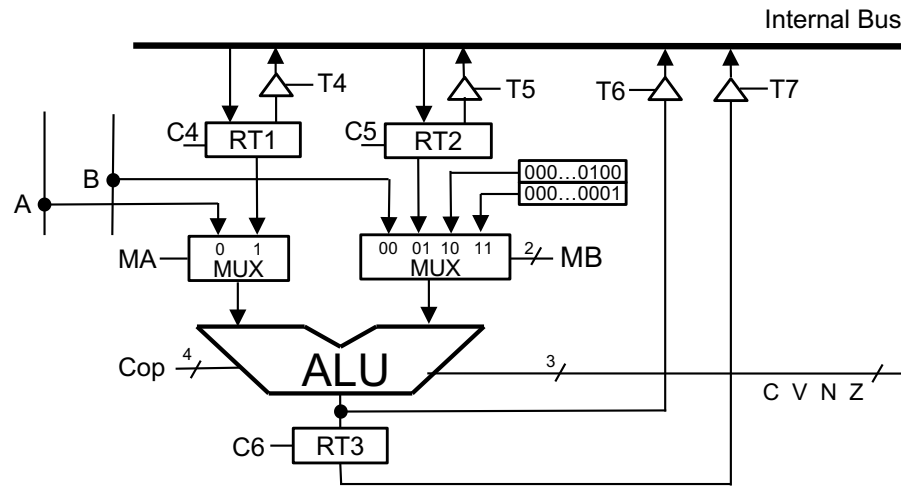 Internal Bus
T4
T5
T6
T7
C4
RT1
C5
RT2
B
000...0100
000...0001
A
0 1
MUX
MA
00 01 10 11
MUX
2
MB
Cop
4
ALU
3
C V N Z
C6
RT3